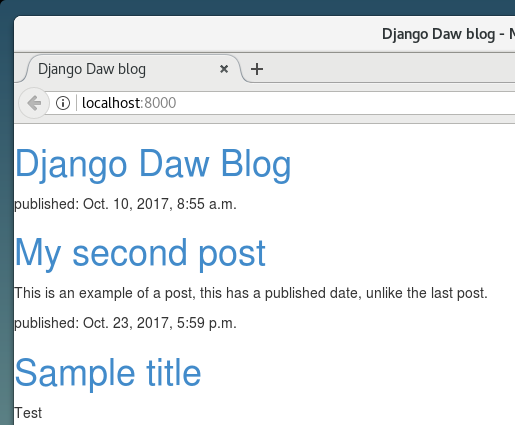 Django Daw blog -
Django Daw blog
localhost:8000
Django Daw Blog
published: Oct. 10, 2017, 8:55 a.m.
My second post
This is an example of a post, this has a published date, unlike the last post.
published: Oct. 23, 2017, 5:59 p.m.
Sample title
Test